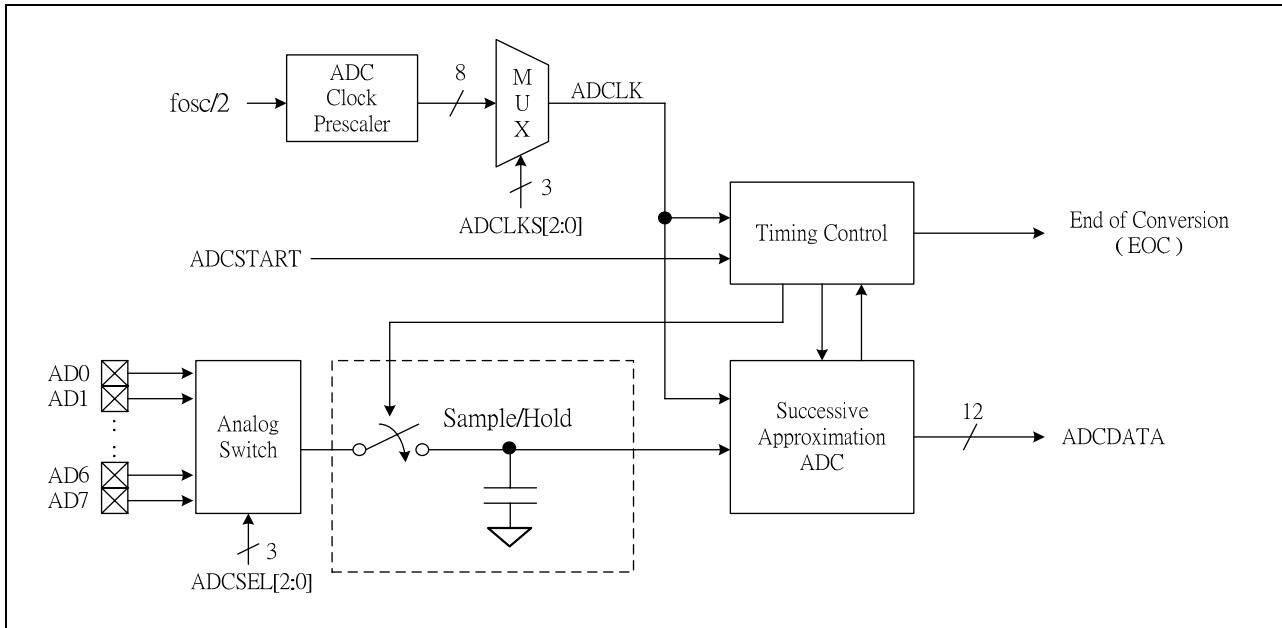 fosc/2
ADC
Clock
Prescaler
8
M
U
X
ADCLK
3
ADCLKS[2:0]
ADCSTART
Timing Control
End of Conversion
( EOC )
AD0
AD1
:
:
AD6
AD7
Analog
Switch
3
ADCSEL[2:0]
Sample/Hold
Successive
Approximation
ADC
12
ADCDATA